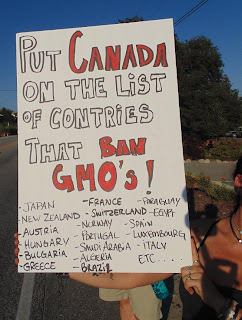 PUT CANADA
ON THE LIST
OF CONTRIES
THAT BAN
GMO's!
JAPAN
NEW ZEALAND
AUSTRIA
HUNGARY
BULGARIA
GREECE
- FRANCE
- SWITZERLAND
- NORWAY
- PORTUGAL
- SAUDI ARABIA
- ALGERIA
- BRAZIL
- PARAGUAY
- EGYPT
- SPAIN
- LUXEMBOURG
- ITALY
ETC.....